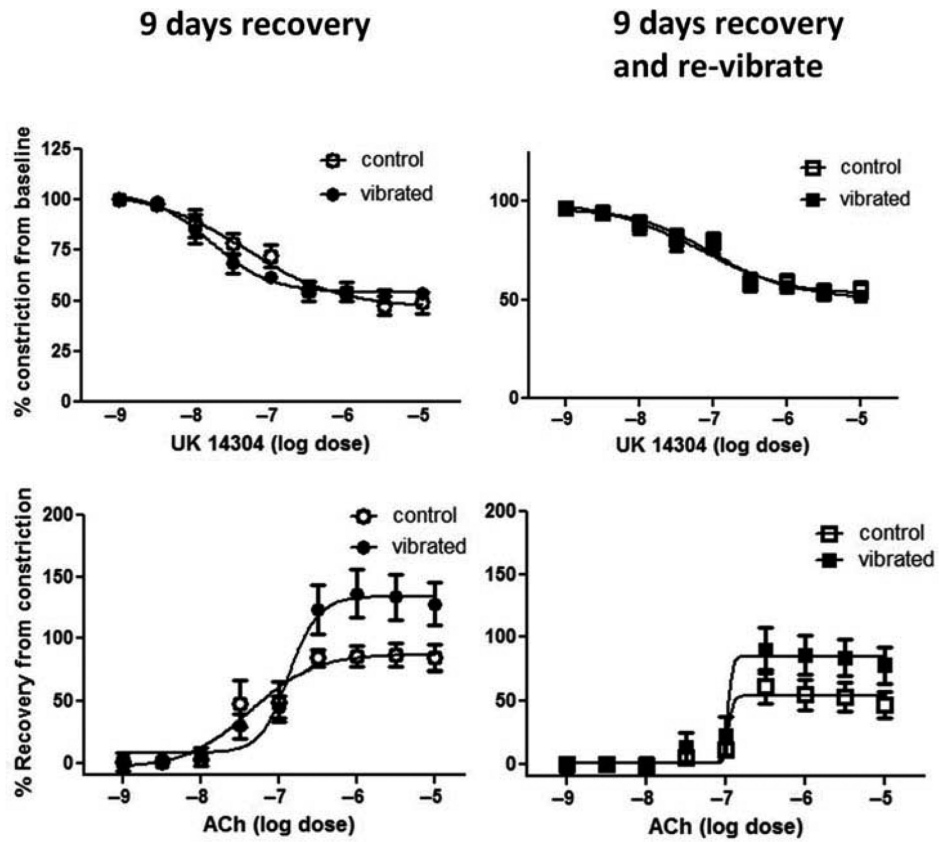 9 days recovery
9 days recovery
and re-vibrate
% constriction from baseline
125
100
75
50
25
0
control
vibrated
–9
–8
–7
–6
–5
UK 14304 (log dose)
100
50
0
control
vibrated
–9
–8
–7
–6
–5
UK 14304 (log dose)
% Recovery from constriction
200
150
100
50
0
control
vibrated
–9
–8
–7
–6
–5
ACh (log dose)
200
150
100
50
0
control
vibrated
–9
–8
–7
–6
–5
ACh (log dose)